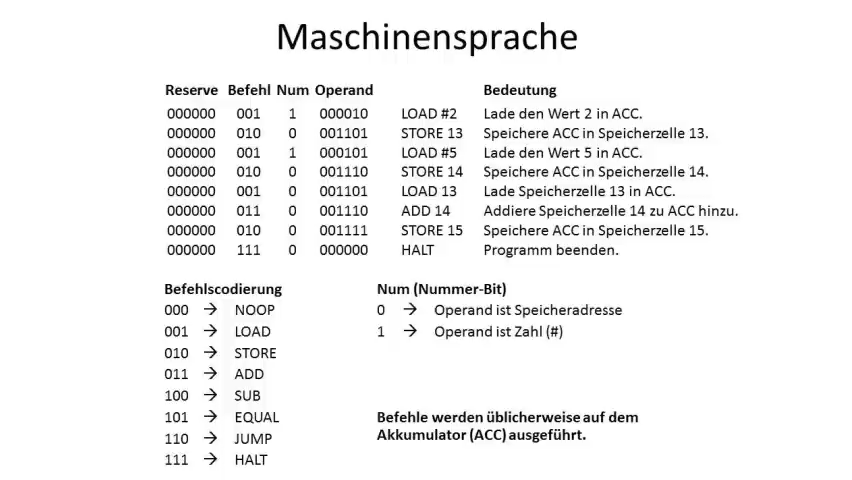 Maschinensprache
Reserve Befehl Num Operand Bedeutung
000000 001 1 000010 LOAD #2 Lade den Wert 2 in ACC.
000000 010 0 001101 STORE 13 Speichere ACC in Speicherzelle 13.
000000 001 1 000101 LOAD #5 Lade den Wert 5 in ACC.
000000 010 0 001110 STORE 14 Speichere ACC in Speicherzelle 14.
000000 001 0 001101 LOAD 13 Lade Speicherzelle 13 in ACC.
000000 011 0 001110 ADD 14 Addiere Speicherzelle 14 zu ACC hinzu.
000000 010 0 001111 STORE 15 Speichere ACC in Speicherzelle 15.
000000 111 0 000000 HALT Programm beenden.
Befehlscodierung
000 → NOOP
001 → LOAD
010 → STORE
011 → ADD
100 → SUB
101 → EQUAL
110 → JUMP
111 → HALT
Num (Nummer-Bit)
0 → Operand ist Speicheradresse
1 → Operand ist Zahl (#)
Befehle werden üblicherweise auf dem
Akkumulator (ACC) ausgeführt.